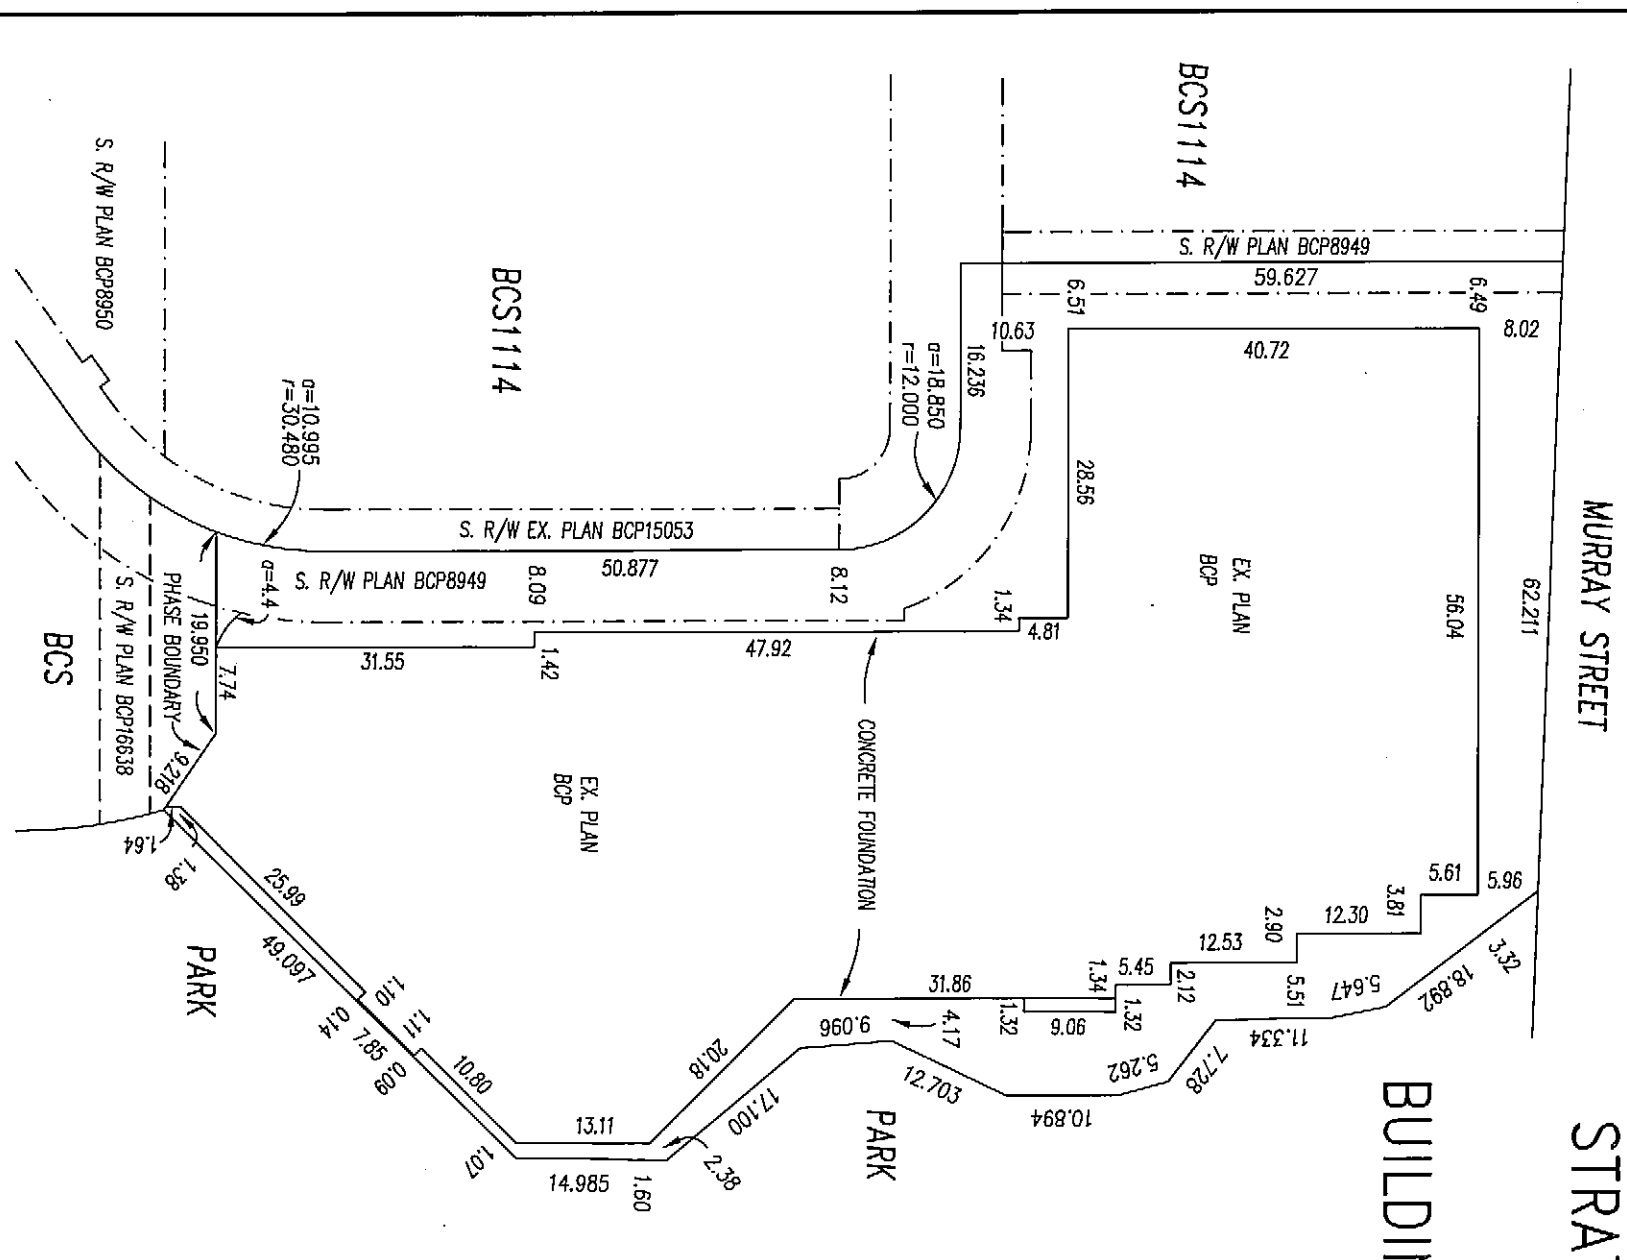 BCS1114
S. R/W PLAN BCP8949
59.627
6.49
8.02
6.51
10.63
40.72
16.236
a=18.850
r=12.000
28.56
MURRAY STREET
62.211
56.04
EX. PLAN
BCP
S. R/W PLAN BCP8950
BCS1114
a=10.995
r=30.480
S. R/W EX. PLAN BCP15053
50.877
8.12
8.09
S. R/W PLAN BCP8949
a=4.4
1.34
4.81
47.92
1.42
31.55
19.950
7.74
PHASE BOUNDARY
S. R/W PLAN BCP16638
BCS
9.218
1.64
1.38
CONCRETE FOUNDATION
EX. PLAN
BCP
5.61
5.96
3.81
12.30
2.90
12.53
5.51
5.647
3.32
18.892
2.12
5.45
1.34
1.32
31.86
1.32
9.06
4.17
9.096
11.334
7.728
5.262
10.894
12.703
25.99
49.097
1.10
0.14
1.11
7.85
0.09
10.80
20.18
17.100
13.11
14.985
1.07
1.60
2.38
PARK
PARK
BUILDIN
STRAT